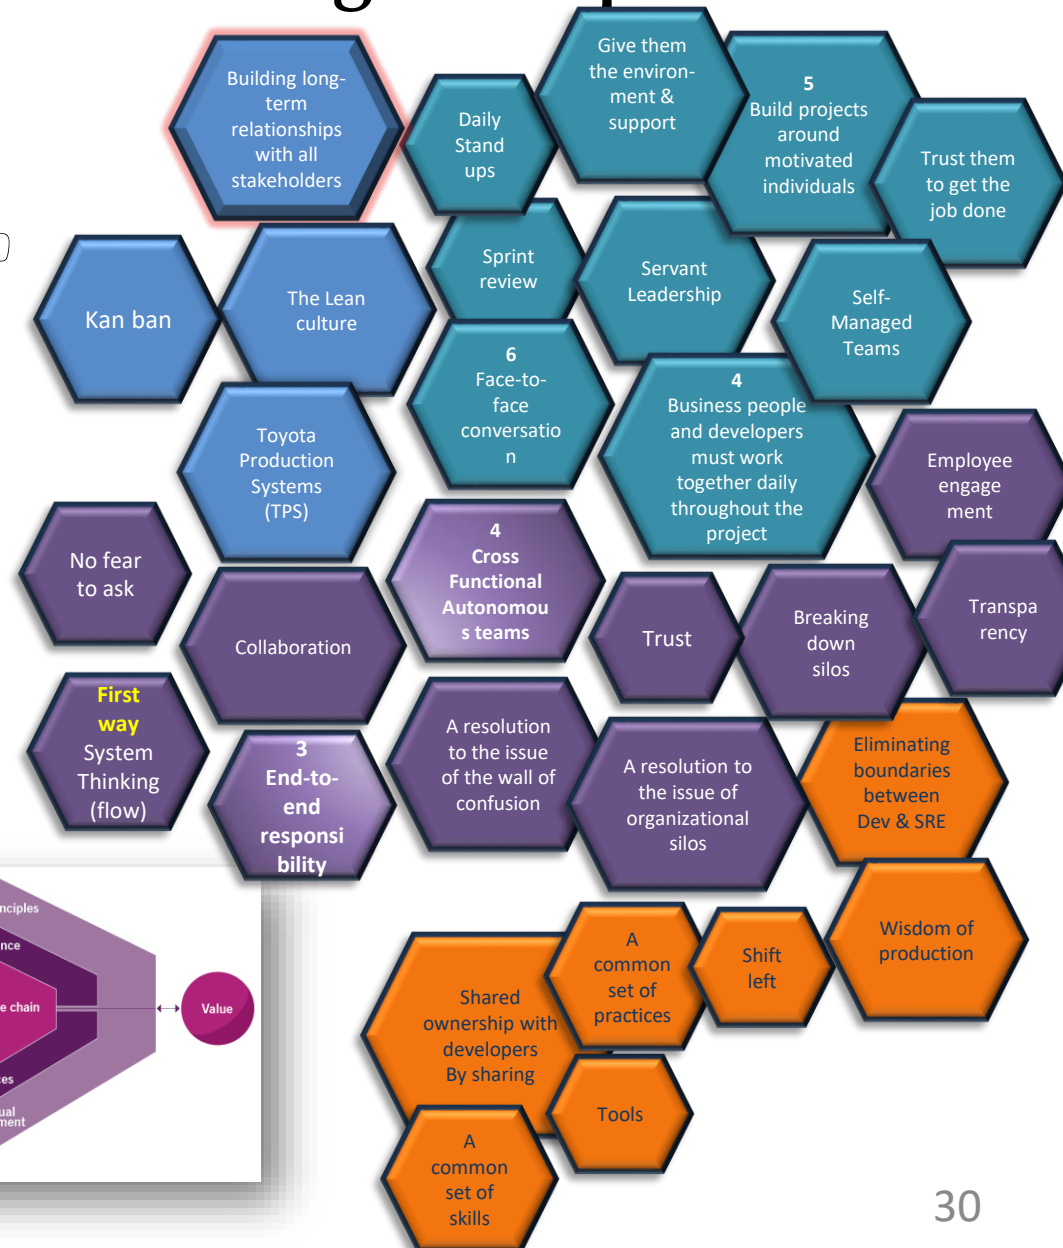 Building long-
term
relationships
with all
stakeholders
Daily
Stand
ups
Give them
the environ-
ment &
support
5
Build projects
around
motivated
individuals
Trust them
to get the
job done
Kan ban
The Lean
culture
Sprint
review
Servant
Leadership
Self-
Managed
Teams
Toyota
Production
Systems
(TPS)
6
Face-to-
face
conversatio
n
4
Business people
and developers
must work
together daily
throughout the
project
Employee
engage
ment
No fear
to ask
Collaboration
4
Cross
Functional
Autonomou
s teams
Trust
Breaking
down
silos
Transpa
rency
First
way
System
Thinking
(flow)
3
End-to-
end
responsi
bility
A resolution
to the issue
of the wall of
confusion
A resolution to
the issue of
organizational
silos
Eliminating
boundaries
between
Dev & SRE
Wisdom of
production
Shared
ownership with
developers
By sharing
A
common
set of
practices
Shift
left
Tools
A
common
set of
skills
nciples
nce
e chain
ces
ual
ment
Value
30